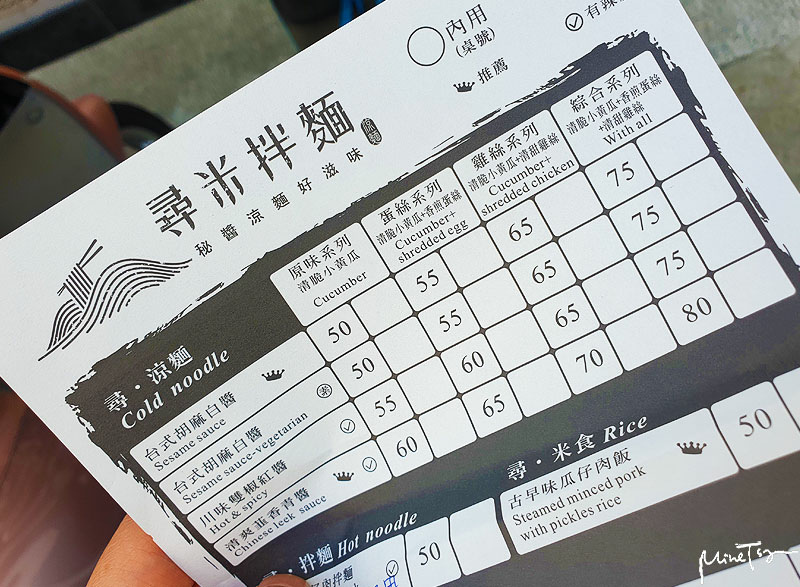 內用
(桌號)
有辣
推薦
尋米拌麵
秘醬涼麵好滋味
原味系列
清脆小黃瓜
Cucumber
蛋絲系列
清脆小黃瓜+香煎蛋絲
Cucumber+
shredded egg
雞絲系列
清脆小黃瓜+清甜雞絲
Cucumber+
shredded chicken
綜合系列
清脆小黃瓜+香煎蛋絲
+清甜雞絲
With all
尋・涼麵
Cold noodle
台式胡麻白醬
Sesame sauce
50 55 65 75
台式胡麻白醬 素
Sesame sauce-vegetarian
50 55 65 75
川味雙椒紅醬
Hot & spicy
55 60 65 75
清爽韭香青醬
Chinese leek sauce
60 65 70 80
尋・米食 Rice
古早味瓜仔肉飯
Steamed minced pork
with pickles rice
50
拌麵 Hot noodle
肉拌麵
50
MineTsz